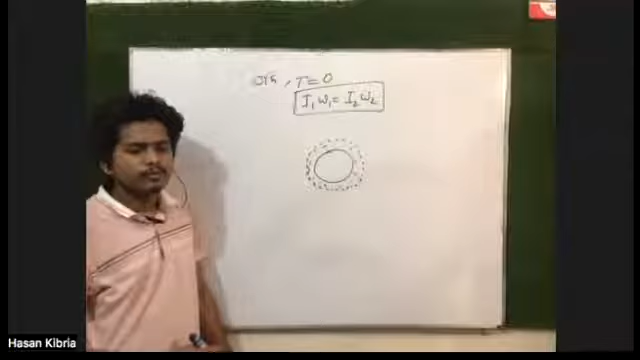 T = 0
I₁ω₁ = I₂ω₂
Hasan Kibria